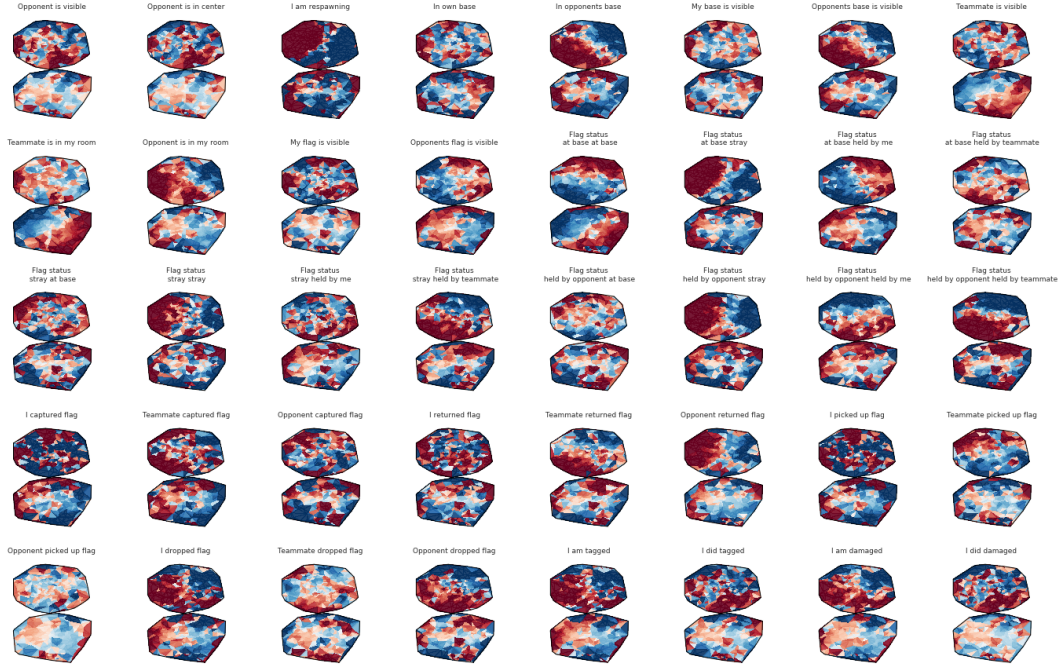 Opponent is visible
Opponent is in center
I am respawning
In own base
In opponents base
My base is visible
Opponents base is visible
Teammate is visible
Teammate is in my room
Opponent is in my room
My flag is visible
Opponents flag is visible
Flag status
at base at base
Flag status
at base stray
Flag status
at base held by me
Flag status
at base held by teammate
Flag status
stray at base
Flag status
stray stray
Flag status
stray held by me
Flag status
stray held by teammate
Flag status
held by opponent at base
Flag status
held by opponent stray
Flag status
held by opponent held by me
Flag status
held by opponent held by teammate
I captured flag
Teammate captured flag
Opponent captured flag
I returned flag
Teammate returned flag
Opponent returned flag
I picked up flag
Teammate picked up flag
Opponent picked up flag
I dropped flag
Teammate dropped flag
Opponent dropped flag
I am tagged
I did tagged
I am damaged
I did damaged